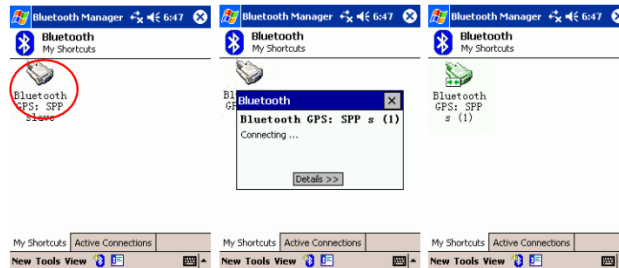 Bluetooth Manager 6:47
Bluetooth
My Shortcuts
Bluetooth
GPS: SPP
slave
My Shortcuts Active Connections
New Tools View
Bluetooth Manager 6:47
Bluetooth
My Shortcuts
Bl
GF
Bluetooth
Bluetooth GPS: SPP s (1)
Connecting ...
Details >>
My Shortcuts Active Connections
New Tools View
Bluetooth Manager 6:47
Bluetooth
My Shortcuts
Bluetooth
GPS: SPP
s (1)
My Shortcuts Active Connections
New Tools View